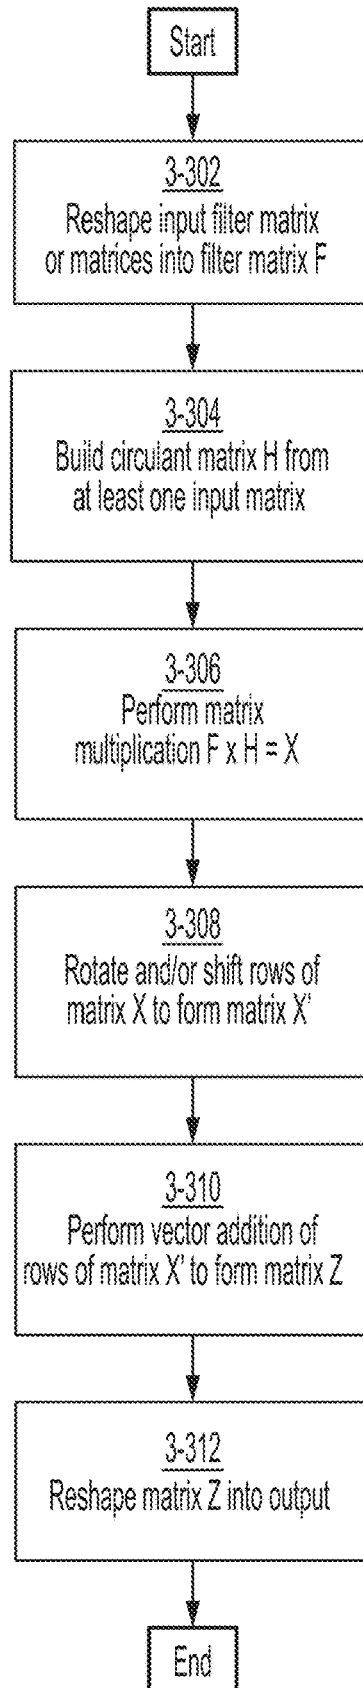 Start
3-302
Reshape input filter matrix
or matrices into filter matrix F
3-304
Build circulant matrix H from
at least one input matrix
3-306
Perform matrix
multiplication F x H = X
3-308
Rotate and/or shift rows of
matrix X to form matrix X'
3-310
Perform vector addition of
rows of matrix X' to form matrix Z
3-312
Reshape matrix Z into output
End